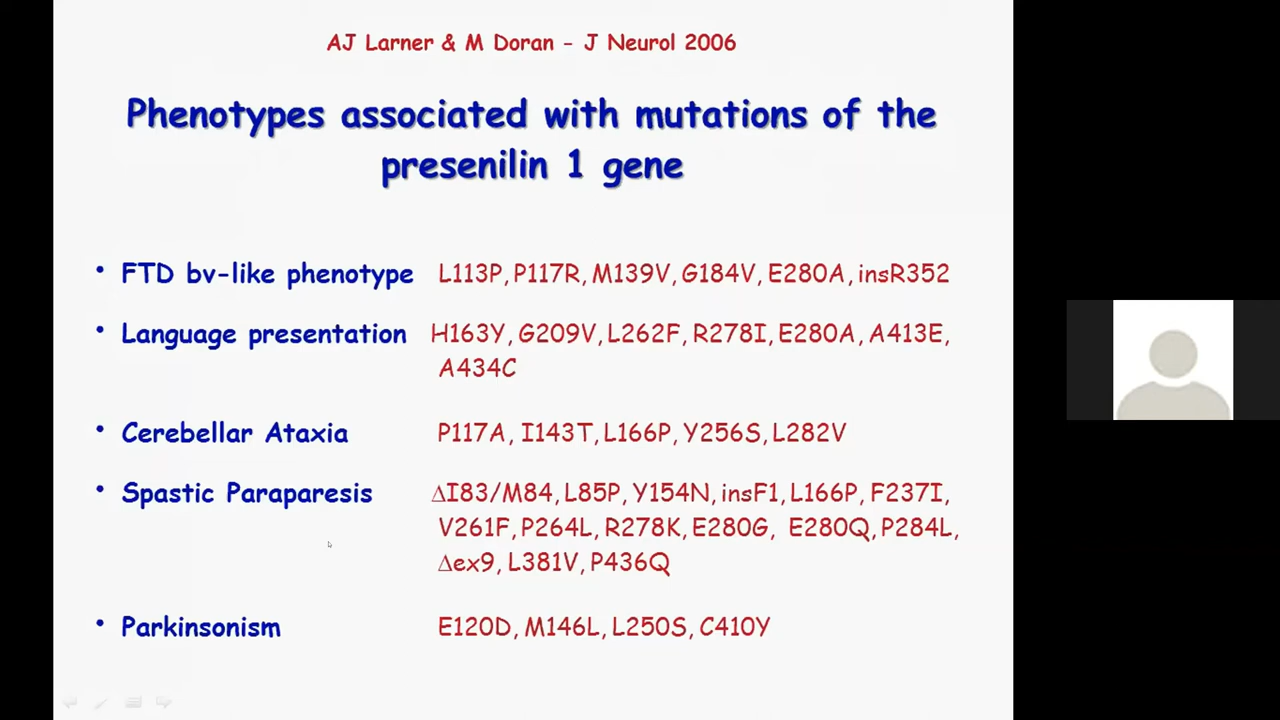 AJ Larner & M Doran - J Neurol 2006
Phenotypes associated with mutations of the
presenilin 1 gene
• FTD bv-like phenotype L113P, P117R, M139V, G184V, E280A, insR352
• Language presentation H163Y, G209V, L262F, R278I, E280A, A413E,
A434C
• Cerebellar Ataxia P117A, I143T, L166P, Y256S, L282V
• Spastic Paraparesis ΔI83/M84, L85P, Y154N, insF1, L166P, F237I,
V261F, P264L, R278K, E280G, E280Q, P284L,
Δex9, L381V, P436Q
• Parkinsonism E120D, M146L, L250S, C410Y